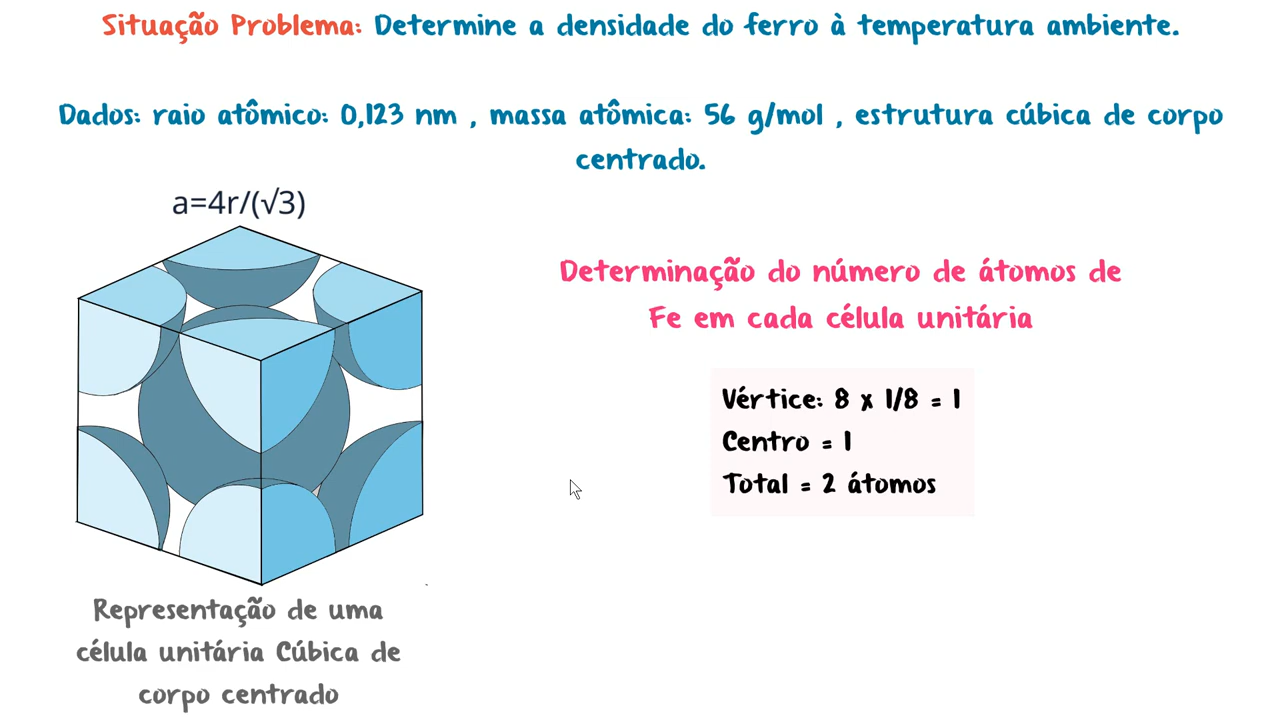 Situação Problema: Determine a densidade do ferro à temperatura ambiente.
Dados: raio atômico: 0,123 nm , massa atômica: 56 g/mol , estrutura cúbica de corpo
centrado.
a=4r/(√3)
Determinação do número de átomos de
Fe em cada célula unitária
Vértice: 8 x 1/8 = 1
Centro = 1
Total = 2 átomos
Representação de uma
célula unitária Cúbica de
corpo centrado